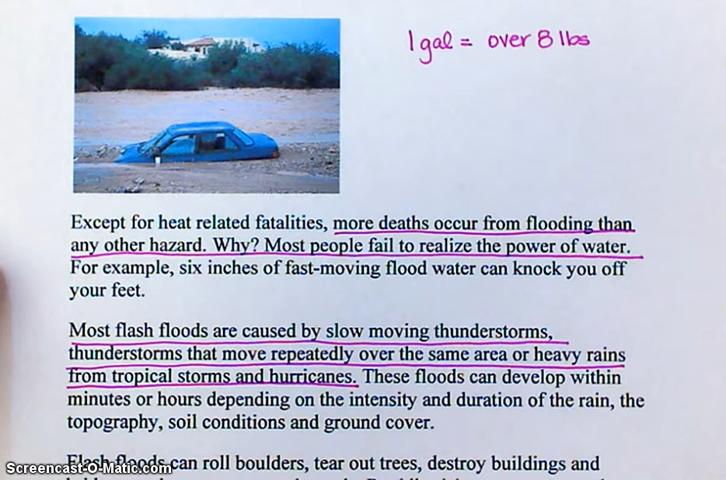 1 gal = over 8 lbs
Except for heat related fatalities, more deaths occur from flooding than
any other hazard. Why? Most people fail to realize the power of water.
For example, six inches of fast-moving flood water can knock you off
your feet.
Most flash floods are caused by slow moving thunderstorms,
thunderstorms that move repeatedly over the same area or heavy rains
from tropical storms and hurricanes. These floods can develop within
minutes or hours depending on the intensity and duration of the rain, the
topography, soil conditions and ground cover.
Flash floods can roll boulders, tear out trees, destroy buildings and
Screencast-O-Matic.com